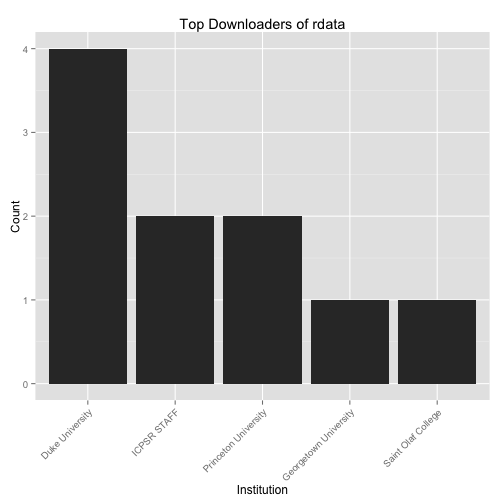 Top Downloaders of rdata
4
3
2
1
0
Count
Duke University
ICPSR STAFF
Princeton University
Georgetown University
Saint Olaf College
Institution